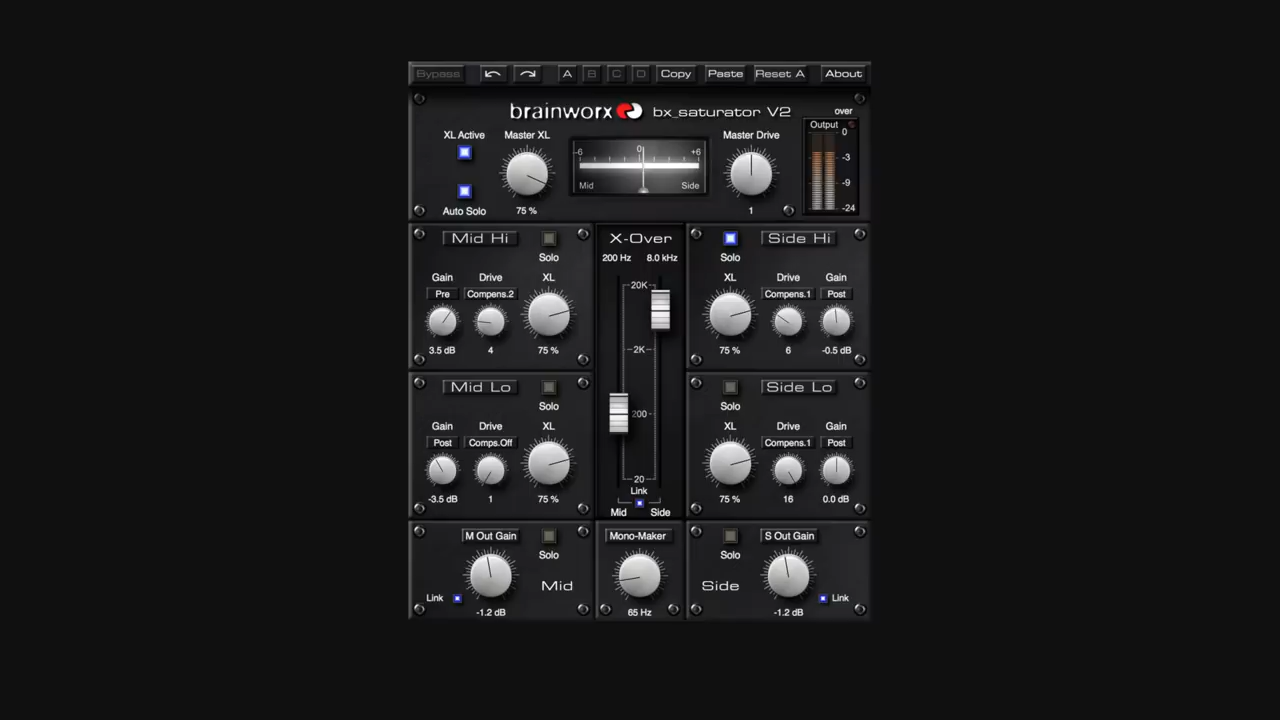 Bypass A B C D Copy Paste Reset A About
brainworx bx_saturator V2 over
XL Active Master XL Master Drive Output 0
-6 0 +6
-3
Mid Side -9
Auto Solo 75 % 1 -24
Mid Hi X-Over Side Hi
Solo 200 Hz 8.0 kHz Solo
Gain Drive XL XL Drive Gain
Pre Compens.2 20K Compens.1 Post
3.5 dB 4 75 % 2K 75 % 6 -0.5 dB
Mid Lo Side Lo
Solo 200 Solo
Gain Drive XL XL Drive Gain
Post Comps.Off Compens.1 Post
20
-3.5 dB 1 75 % Link 75 % 16 0.0 dB
Mid Side
M Out Gain Mono-Maker S Out Gain
Solo Solo
Mid Side
Link Link
-1.2 dB 65 Hz -1.2 dB